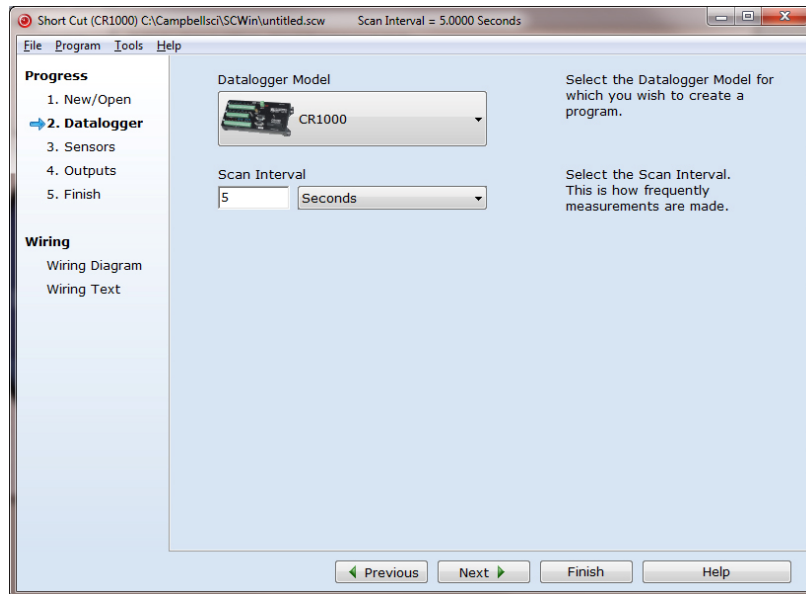 Short Cut (CR1000) C:\Campbellsci\SCWin\untitled.scw Scan Interval = 5.0000 Seconds
File Program Tools Help
Progress
1. New/Open
2. Datalogger
3. Sensors
4. Outputs
5. Finish
Wiring
Wiring Diagram
Wiring Text
Datalogger Model
CR1000
Select the Datalogger Model for
which you wish to create a
program.
Scan Interval
5 Seconds
Select the Scan Interval.
This is how frequently
measurements are made.
Previous Next Finish Help